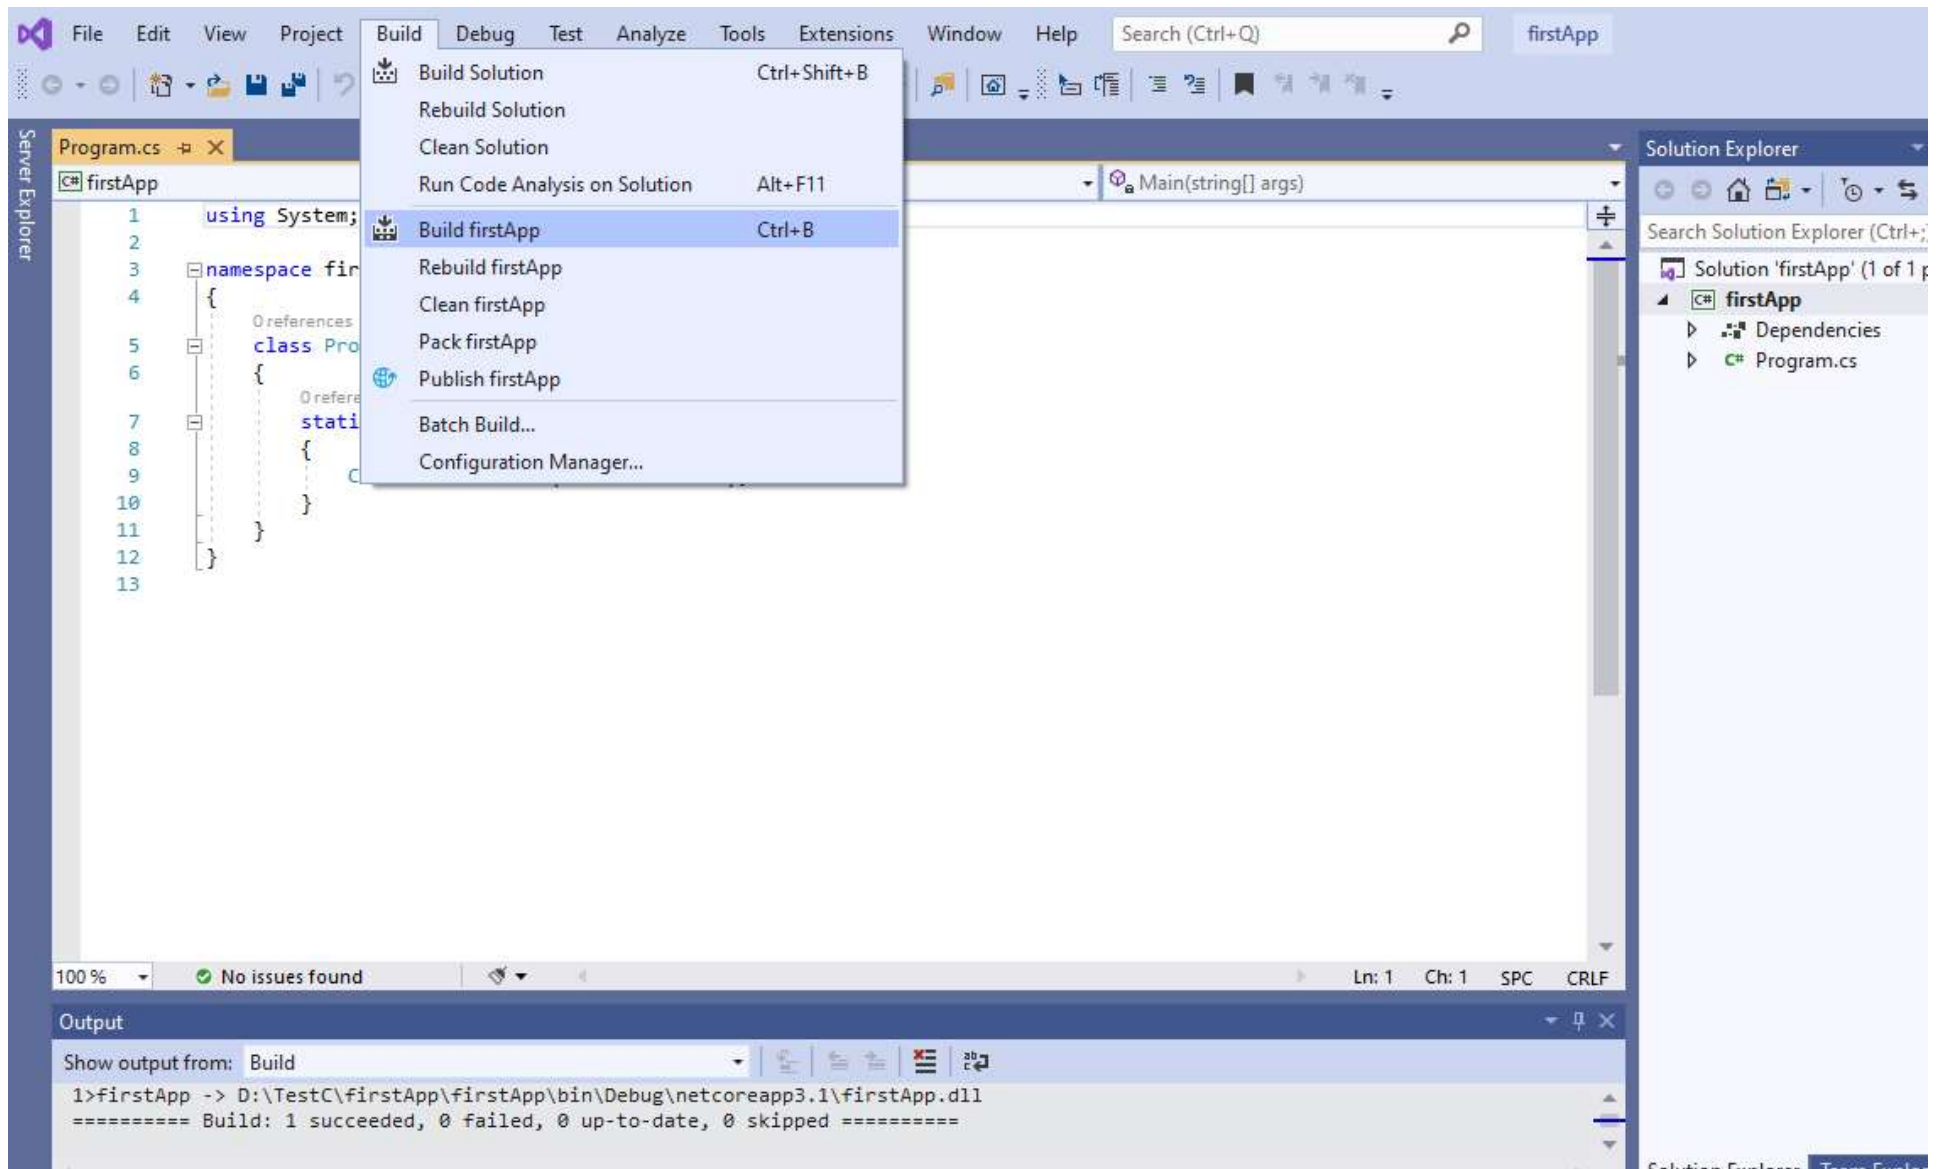 File Edit View Project Build Debug Test Analyze Tools Extensions Window Help Search (Ctrl+Q) firstApp
Build Solution Ctrl+Shift+B
Rebuild Solution
Clean Solution
Run Code Analysis on Solution Alt+F11
Build firstApp Ctrl+B
Rebuild firstApp
Clean firstApp
Pack firstApp
Publish firstApp
Batch Build...
Configuration Manager...
Server Explorer
Program.cs
C# firstApp
Main(string[] args)
1 using System;
2
3 namespace fir
4 {
0 references
5 class Pro
6 {
0 refere
7 stati
8 {
9 C
10 }
11 }
12 }
13
100 % No issues found Ln: 1 Ch: 1 SPC CRLF
Output
Show output from: Build
1>firstApp -> D:\TestC\firstApp\firstApp\bin\Debug\netcoreapp3.1\firstApp.dll
========== Build: 1 succeeded, 0 failed, 0 up-to-date, 0 skipped ==========
Solution Explorer
Search Solution Explorer (Ctrl+;
Solution 'firstApp' (1 of 1 p
C# firstApp
Dependencies
C# Program.cs
Solution Explorer